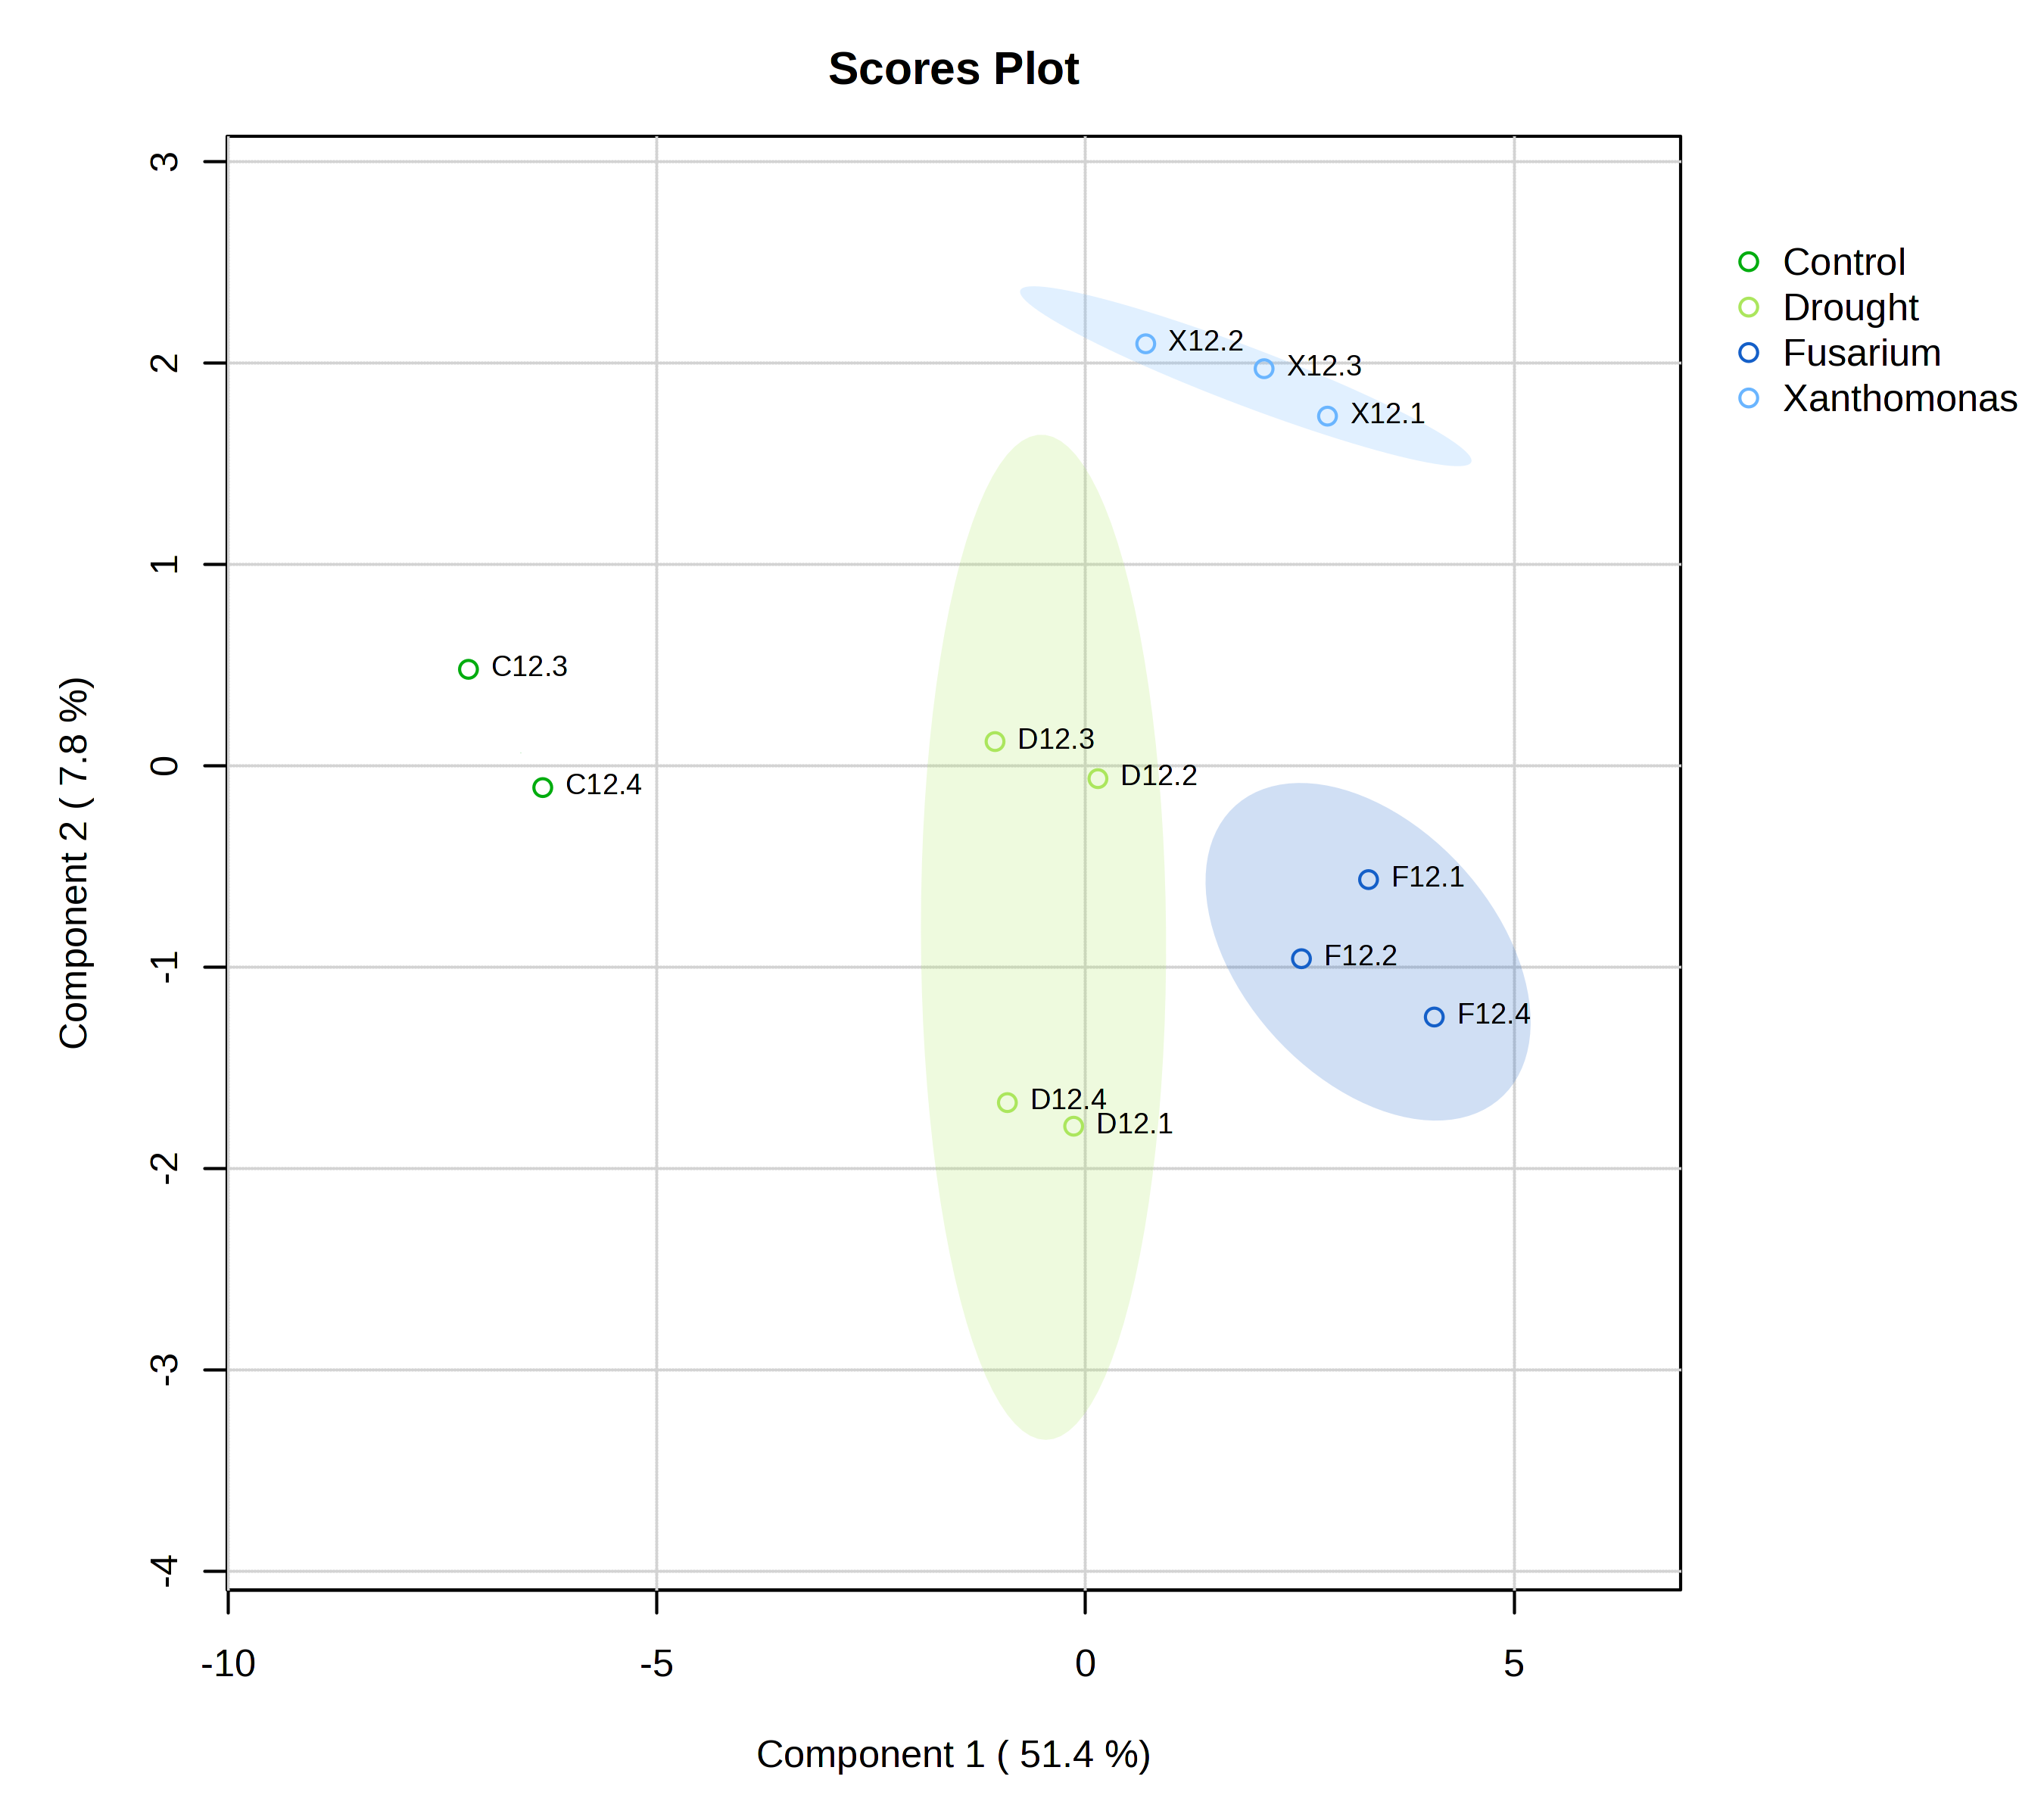 Scores Plot
Control
Drought
Fusarium
Xanthomonas
3
2
1
0
-1
-2
-3
-4
Component 2 ( 7.8 %)
X12.2
X12.3
X12.1
C12.3
D12.3
D12.2
C12.4
F12.1
F12.2
F12.4
D12.4
D12.1
-10
-5
0
5
Component 1 ( 51.4 %)